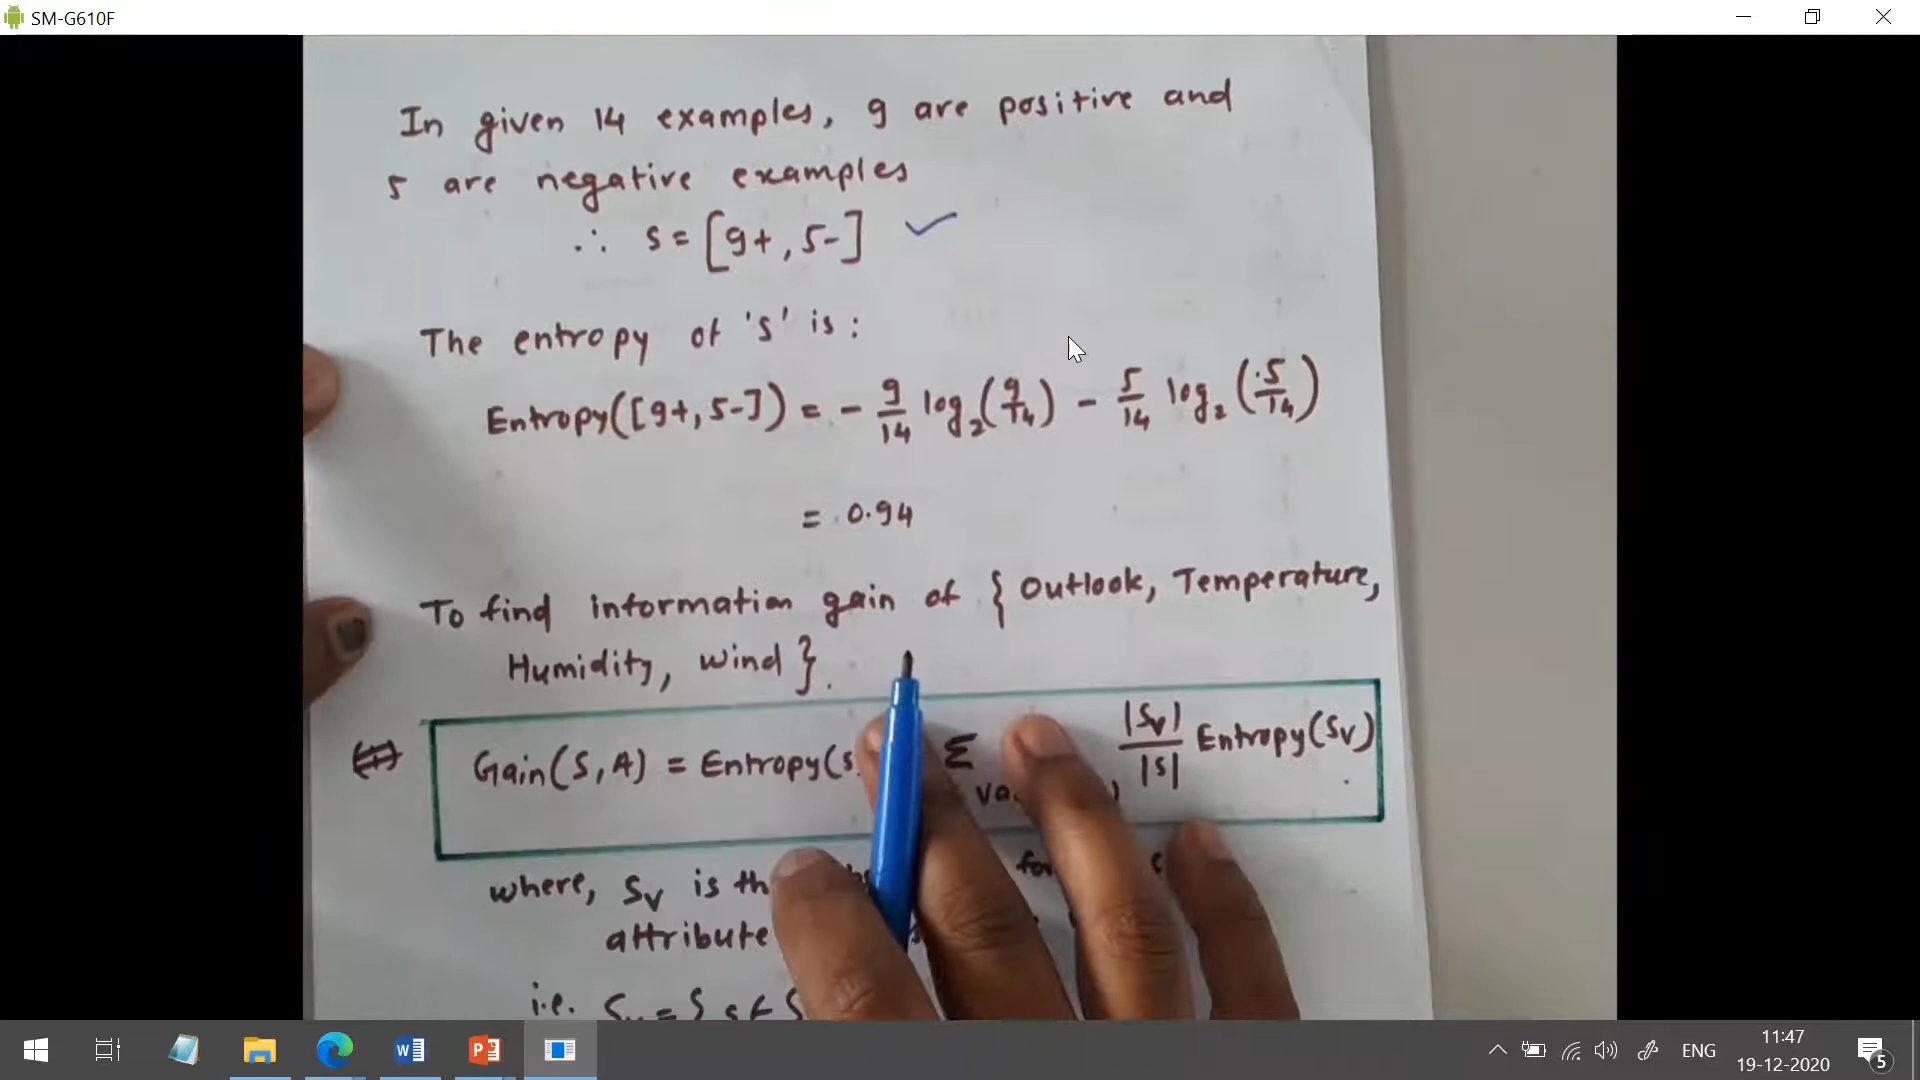 SM-G610F
In given 14 examples, 9 are positive and
5 are negative examples
∴ S = [9+, 5-] ✓
The entropy of 'S' is :
Entropy([9+, 5-]) = - 9/14 log₂(9/14) - 5/14 log₂(5/14)
= 0.94
To find information gain of { Outlook, Temperature,
Humidity, wind }.
Gain(S, A) = Entropy(s Σ |Sv|/|S| Entropy(Sv)
where, Sv is
attribute
i.e.
ENG
11:47
19-12-2020
5